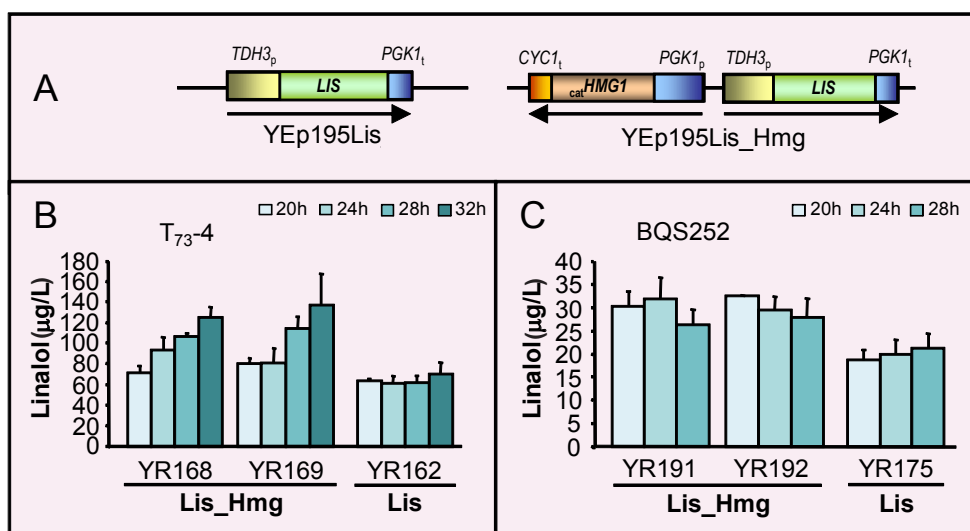 A
TDH3p
PGK1t
LIS
YEp195Lis
CYC1t
PGK1p
TDH3p
PGK1t
catHMG1
LIS
YEp195Lis_Hmg
B
20h 24h 28h 32h
T73-4
Linalol (µg/L)
180
160
140
120
100
80
60
40
20
0
YR168 YR169 YR162
Lis_Hmg Lis
C
20h 24h 28h
BQS252
Linalol (µg/L)
40
35
30
25
20
15
10
5
0
YR191 YR192 YR175
Lis_Hmg Lis